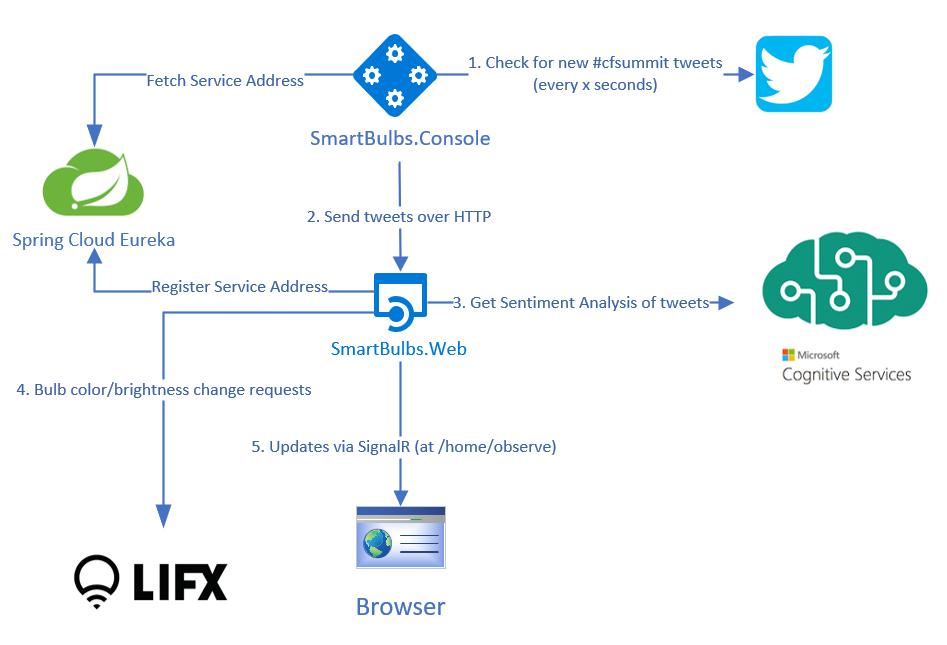 1. Check for new #cfsummit tweets
(every x seconds)
Fetch Service Address
SmartBulbs.Console
2. Send tweets over HTTP
Spring Cloud Eureka
Register Service Address
3. Get Sentiment Analysis of tweets
SmartBulbs.Web
Microsoft
Cognitive Services
4. Bulb color/brightness change requests
5. Updates via SignalR (at /home/observe)
LIFX
Browser